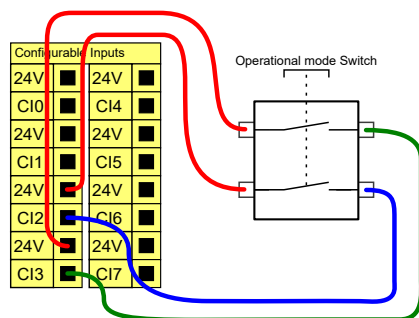 Configurable Inputs
Operational mode Switch
24V 24V
CI0 CI4
24V 24V
CI1 CI5
24V 24V
CI2 CI6
24V 24V
CI3 CI7